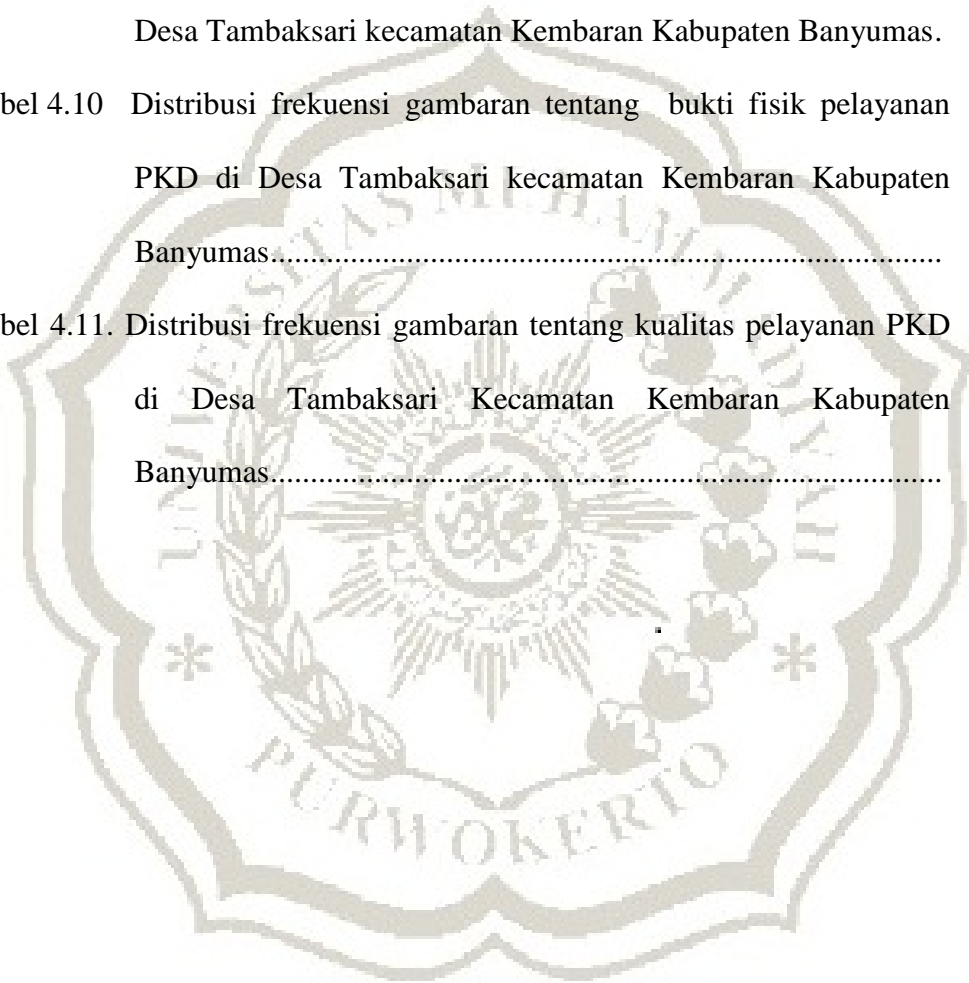 Desa Tambaksari kecamatan Kembaran Kabupaten Banyumas.
bel 4.10 Distribusi frekuensi gambaran tentang bukti fisik pelayanan
PKD di Desa Tambaksari kecamatan Kembaran Kabupaten
Banyumas......................................................................................
bel 4.11. Distribusi frekuensi gambaran tentang kualitas pelayanan PKD
di Desa Tambaksari Kecamatan Kembaran Kabupaten
Banyumas......................................................................................
UNIVERSITAS MUHAMMADIYAH
PURWOKERTO